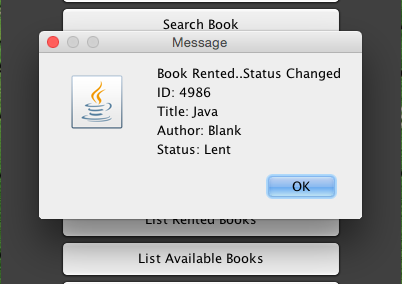 Search Book
Message
Book Rented..Status Changed
ID: 4986
Title: Java
Author: Blank
Status: Lent
OK
List Rented Books
List Available Books